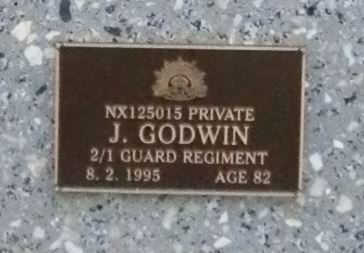 NX125015 PRIVATE
J. GODWIN
2/1 GUARD REGIMENT
8. 2. 1995 AGE 82